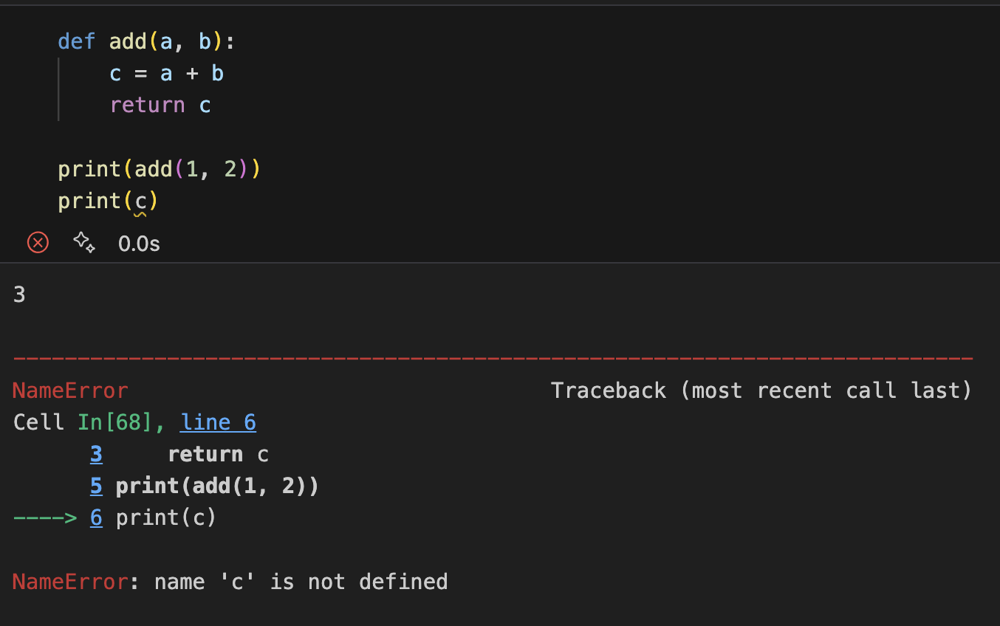 def add(a, b):
    c = a + b
    return c

print(add(1, 2))
print(c)
0.0s
3
---------------------------------------------------------------------------
NameError                                 Traceback (most recent call last)
Cell In[68], line 6
      3     return c
      5 print(add(1, 2))
----> 6 print(c)

NameError: name 'c' is not defined